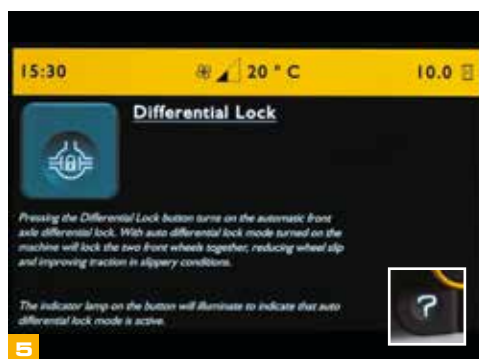 15:30 20 ° C 10.0
Differential Lock
Pressing the Differential Lock button turns on the automatic front
axle differential lock. With auto differential lock mode turned on the
machine will lock the two front wheels together, reducing wheel slip
and improving traction in slippery conditions.
The indicator lamp on the button will illuminate to indicate that auto
differential lock mode is active.
?
5